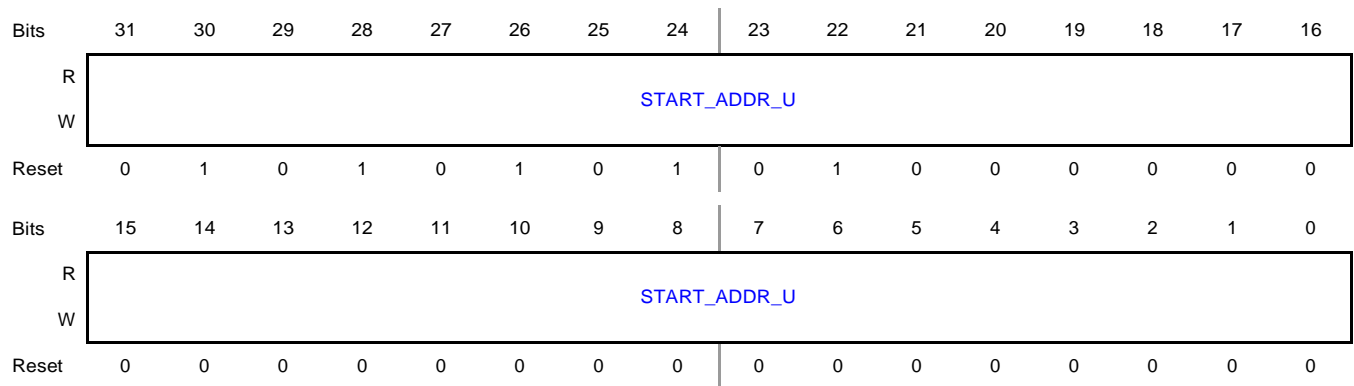 Bits 31 30 29 28 27 26 25 24 23 22 21 20 19 18 17 16
R
START_ADDR_U
W
Reset 0 1 0 1 0 1 0 1 0 1 0 0 0 0 0 0
Bits 15 14 13 12 11 10 9 8 7 6 5 4 3 2 1 0
R
START_ADDR_U
W
Reset 0 0 0 0 0 0 0 0 0 0 0 0 0 0 0 0